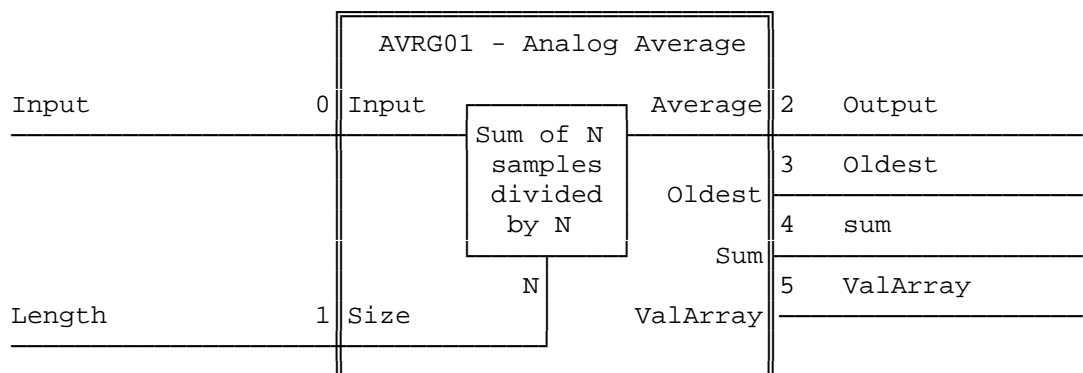 AVRG01 - Analog Average
Input 0 Input Average 2 Output
Sum of N
samples 3 Oldest
divided Oldest
by N 4 sum
Sum
N 5 ValArray
Length 1 Size ValArray